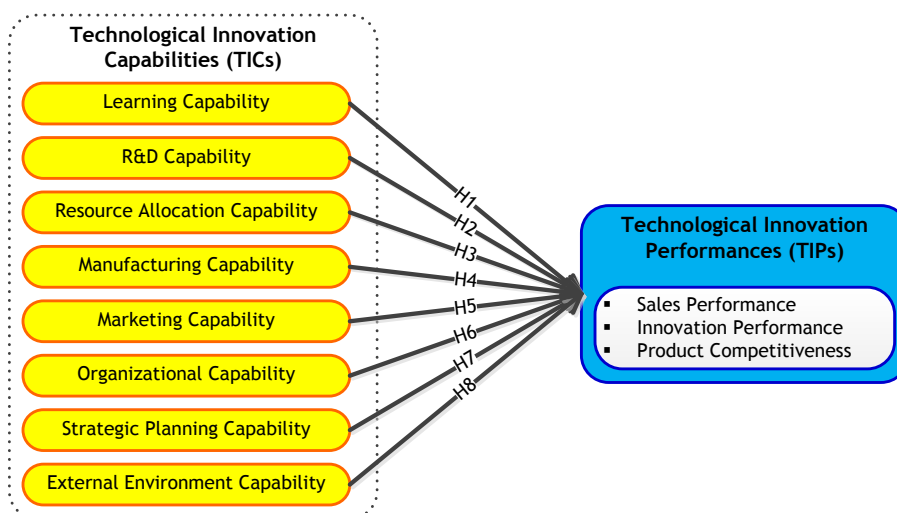 Technological Innovation
Capabilities (TICs)
Learning Capability
R&D Capability
Resource Allocation Capability
Manufacturing Capability
Marketing Capability
Organizational Capability
Strategic Planning Capability
External Environment Capability
H1
H2
H3
H4
H5
H6
H7
H8
Technological Innovation
Performances (TIPs)
▪ Sales Performance
▪ Innovation Performance
▪ Product Competitiveness